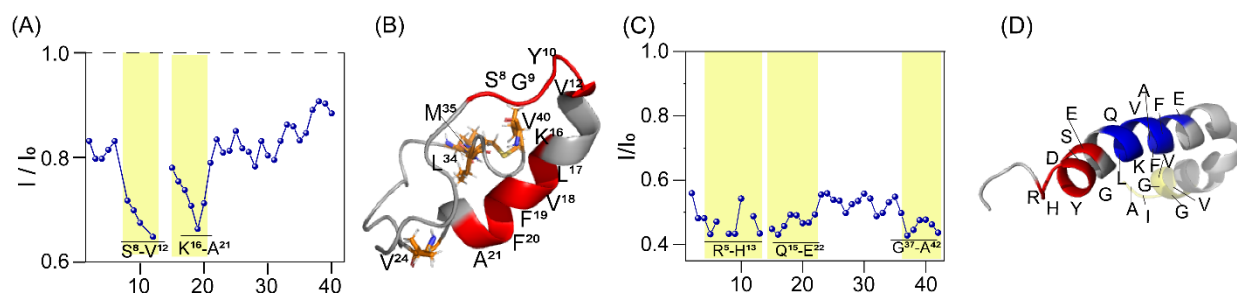 (A)
I / I₀
1.0
0.8
0.6
S⁸-V¹²
K¹⁶-A²¹
10 20 30 40
(B)
Y¹⁰
S⁸ G⁹
V¹²
M³⁵
V⁴⁰
K¹⁶
L³⁴
L¹⁷
V¹⁸
F¹⁹
F²⁰
V²⁴
A²¹
(C)
I/I₀
1.0
0.8
0.6
0.4
R⁵-H¹³
Q¹⁵-E²²
G³⁷-A⁴²
10 20 30 40
(D)
A
E Q V F E
S
D
L K F V
R G G
H Y A I G V